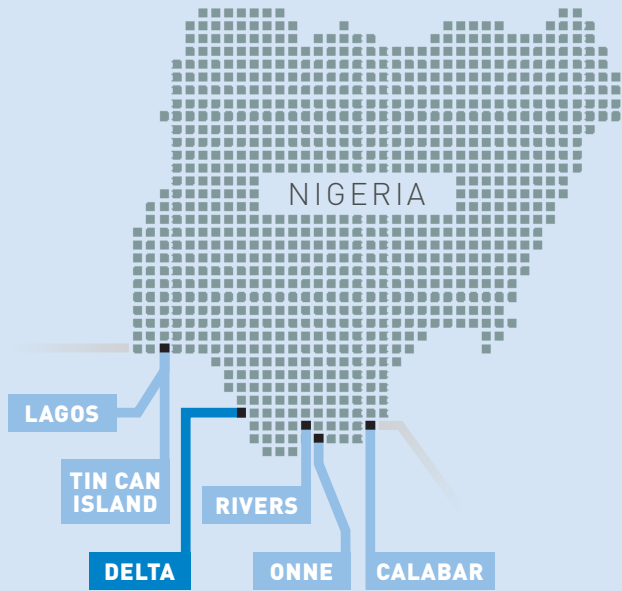 NIGERIA
LAGOS
TIN CAN
ISLAND
RIVERS
DELTA
ONNE
CALABAR